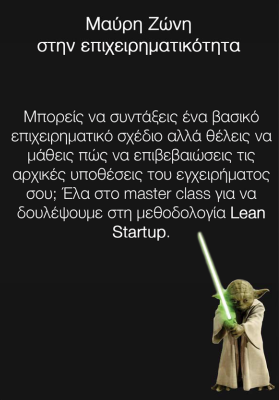 Μαύρη Ζώνη
στην επιχειρηματικότητα
Μπορείς να συντάξεις ένα βασικό
επιχειρηματικό σχέδιο αλλά θέλεις να
μάθεις πώς να επιβεβαιώσεις τις
αρχικές υποθέσεις του εγχειρήματος
σου; Έλα στο master class για να
δουλέψουμε στη μεθοδολογία Lean
Startup.